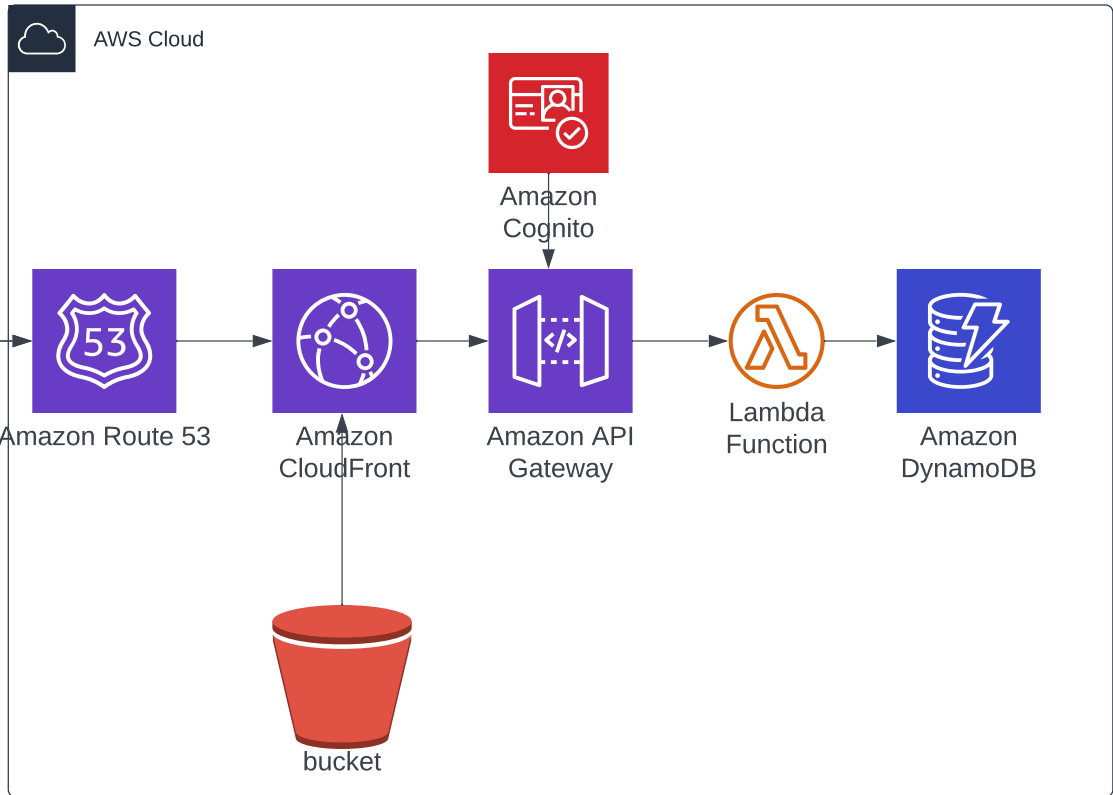 AWS Cloud
Amazon
Cognito
53
Amazon Route 53
Amazon
CloudFront
</>
Amazon API
Gateway
Lambda
Function
Amazon
DynamoDB
bucket